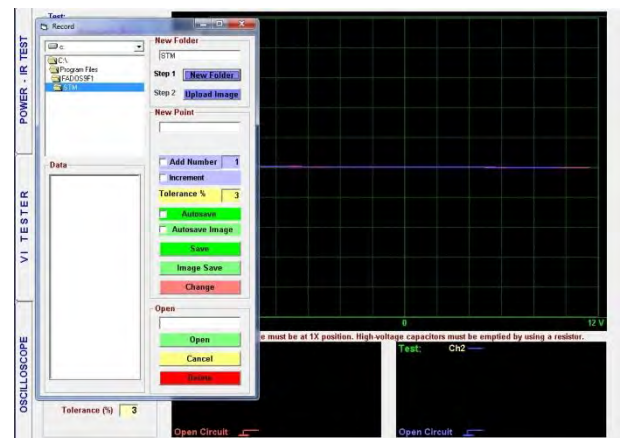 Test:
Record
POWER - IR TEST
VI TESTER
OSCILLOSCOPE
c:
C:\
Program Files
FADOS9F1
STM
New Folder
STM
Step 1 New Folder
Step 2 Upload Image
New Point
Add Number 1
Increment
Tolerance % 3
Autosave
Autosave Image
Save
Image Save
Change
Data
Open
Open
Cancel
Delete
Tolerance (%) 3
0 12 V
e must be at 1X position. High-voltage capacitors must be emptied by using a resistor.
Test: Ch2
Open Circuit
Open Circuit